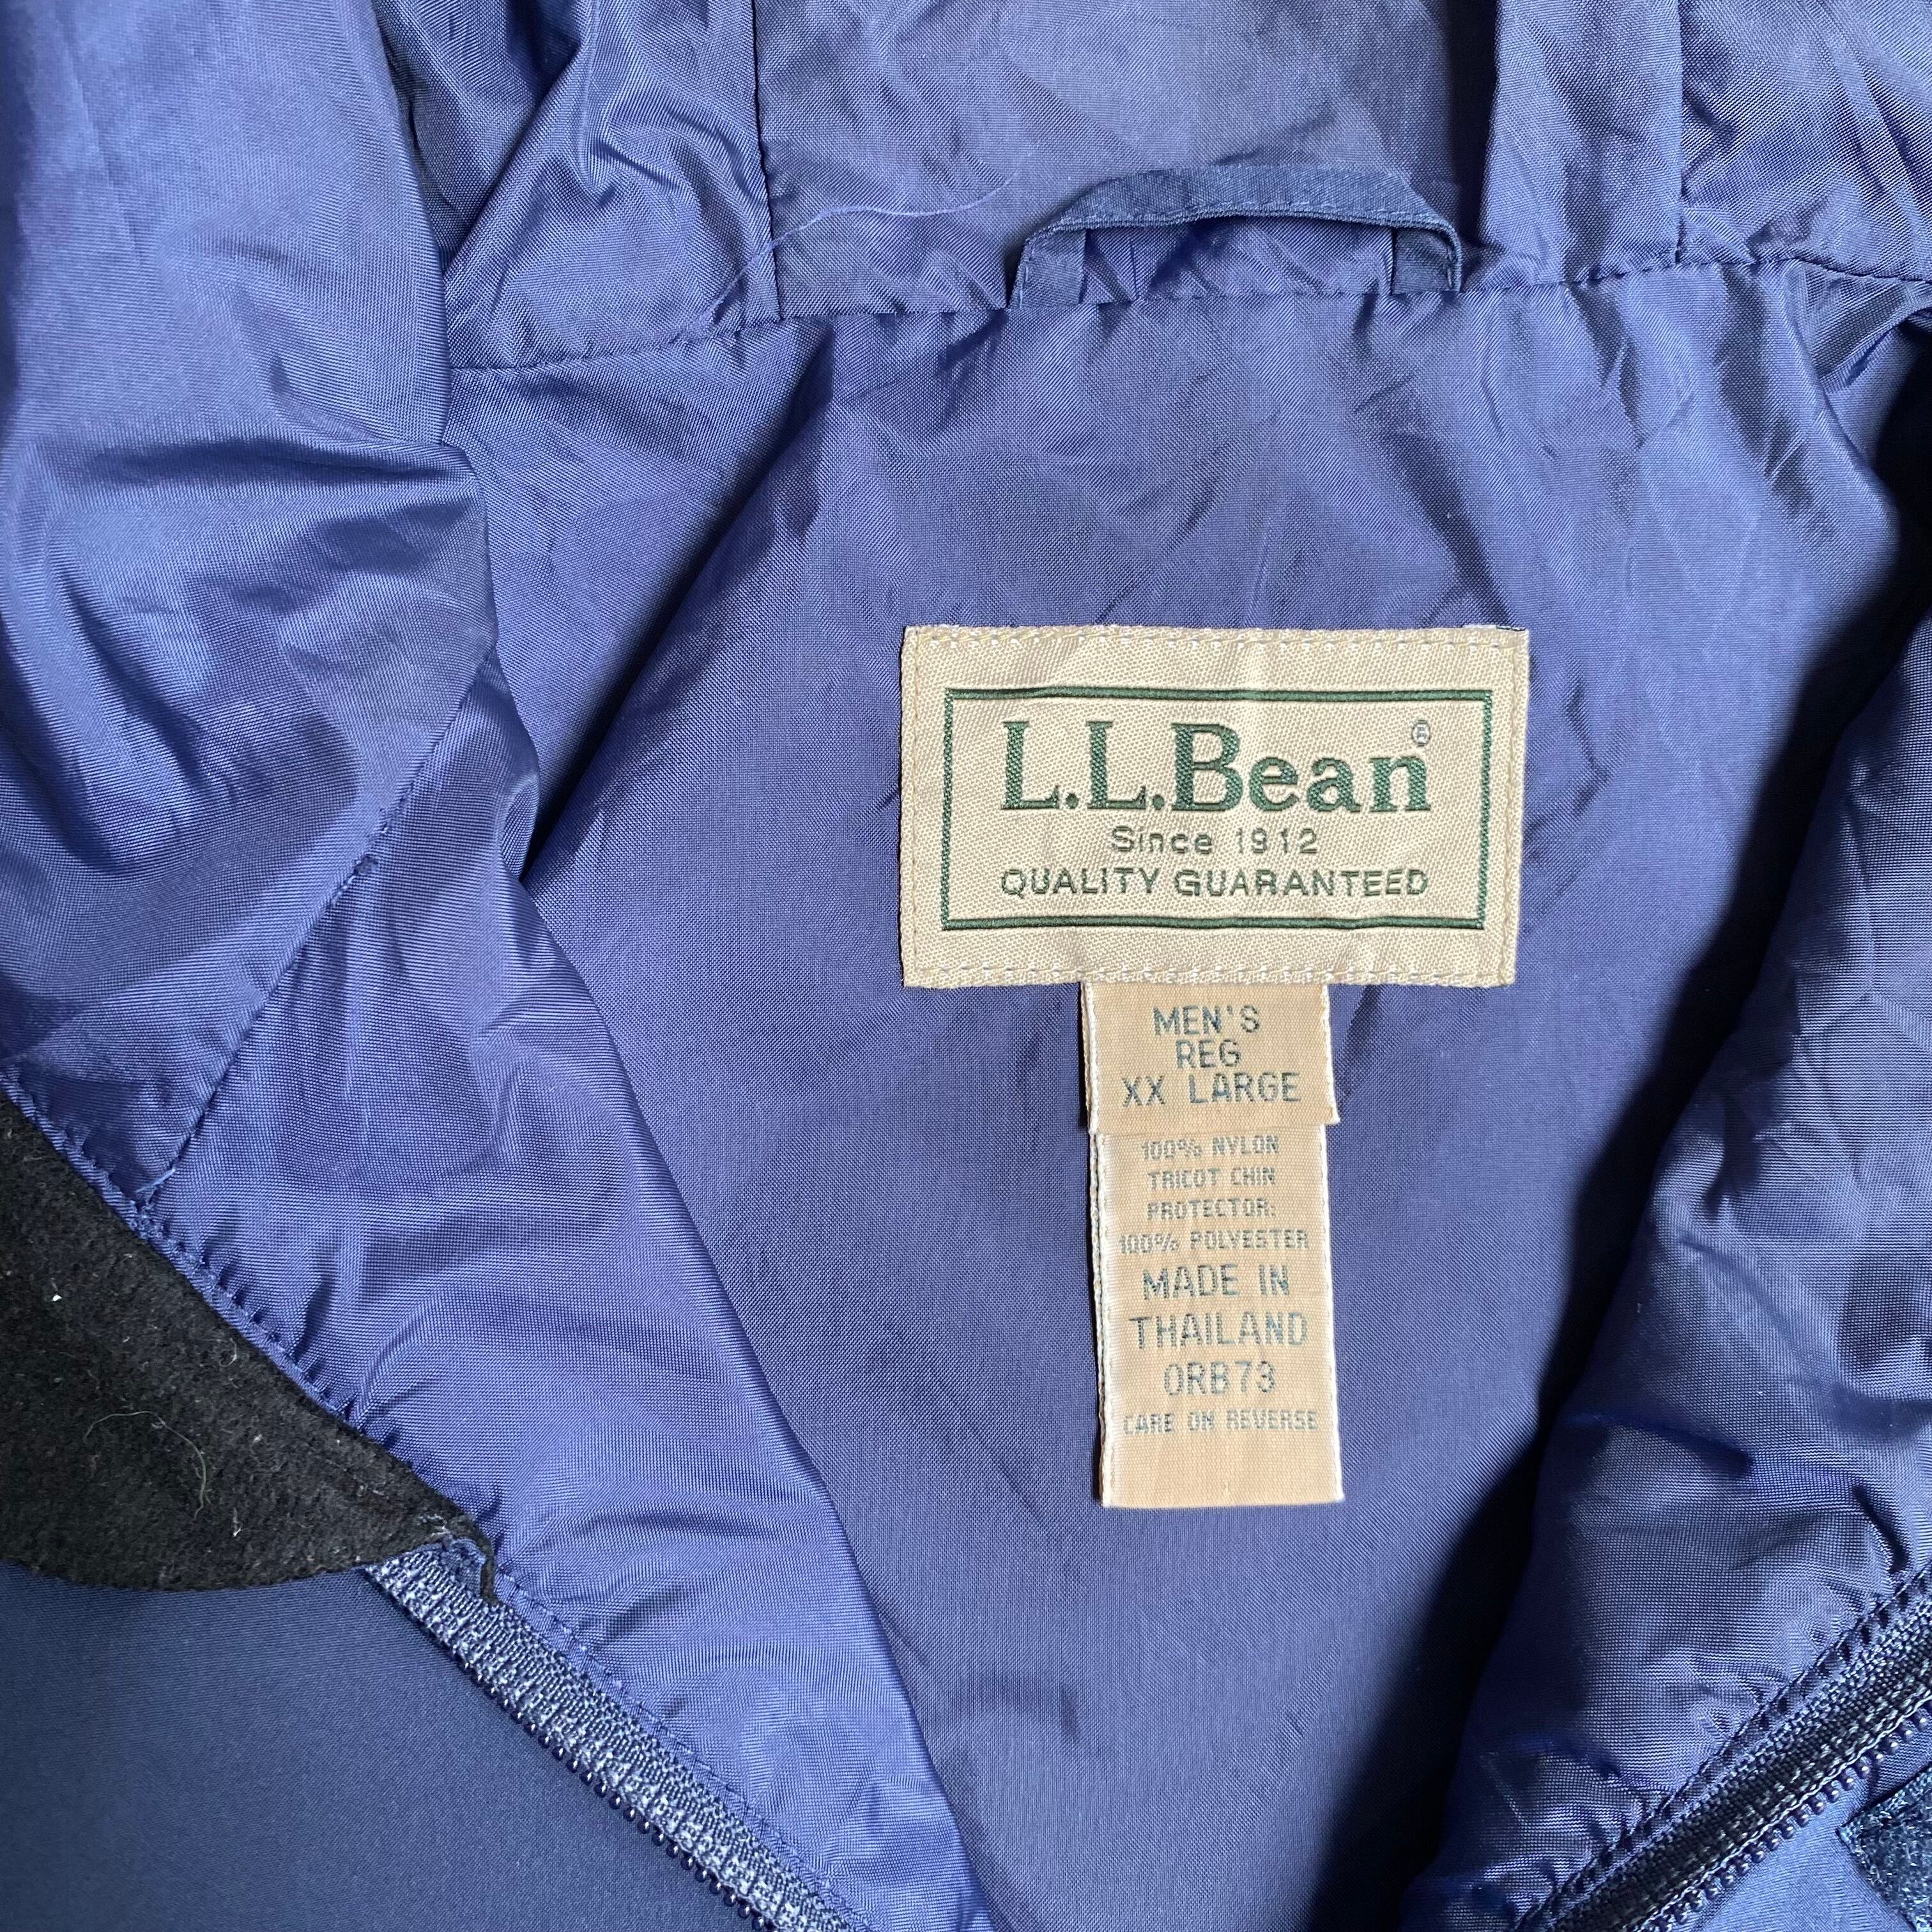 L.L.Bean®
Since 1912
QUALITY GUARANTEED
MEN'S
REG
XX LARGE
100% NYLON
TRICOT CHIN
PROTECTOR:
100% POLYESTER
MADE IN
THAILAND
0RB73
CARE ON REVERSE